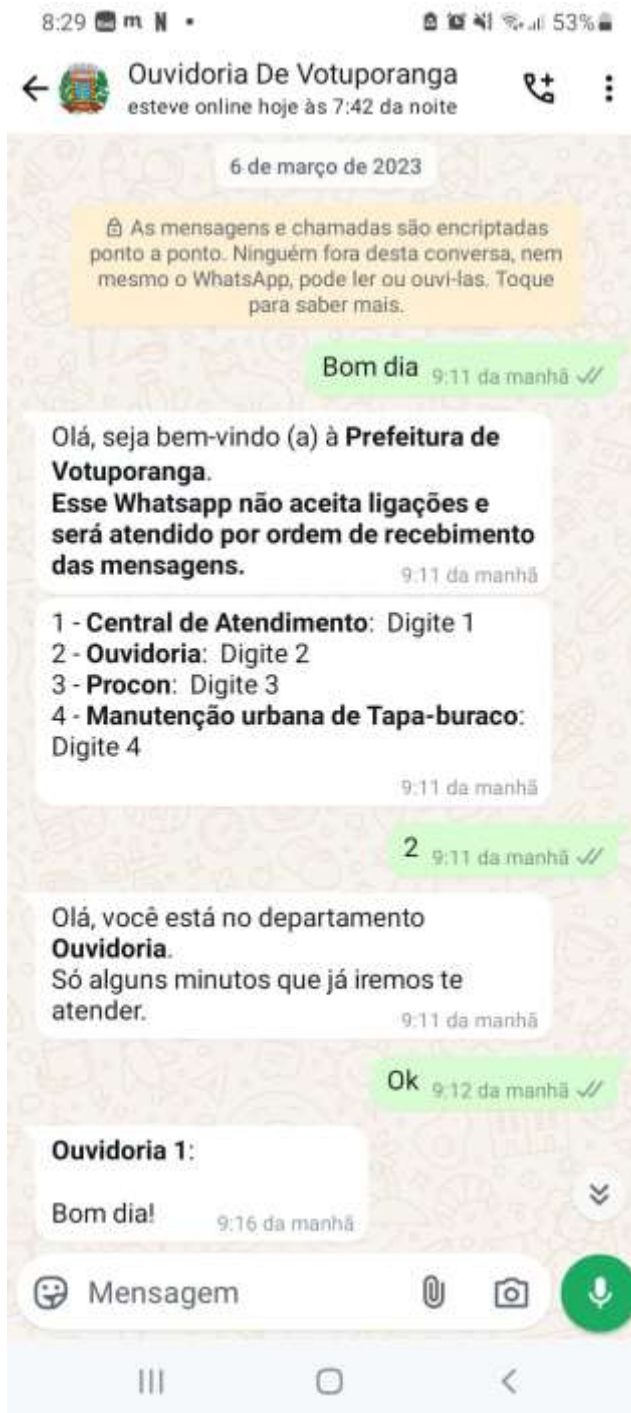 8:29 m N •
53%
Ouvidoria De Votuporanga
esteve online hoje às 7:42 da noite
6 de março de 2023
As mensagens e chamadas são encriptadas
ponto a ponto. Ninguém fora desta conversa, nem
mesmo o WhatsApp, pode ler ou ouvi-las. Toque
para saber mais.
Bom dia 9:11 da manhã
Olá, seja bem-vindo (a) à Prefeitura de
Votuporanga.
Esse Whatsapp não aceita ligações e
será atendido por ordem de recebimento
das mensagens.
9:11 da manhã
1 - Central de Atendimento: Digite 1
2 - Ouvidoria: Digite 2
3 - Procon: Digite 3
4 - Manutenção urbana de Tapa-buraco:
Digite 4
9:11 da manhã
2 9:11 da manhã
Olá, você está no departamento
Ouvidoria.
Só alguns minutos que já iremos te
atender.
9:11 da manhã
Ok 9:12 da manhã
Ouvidoria 1:
Bom dia! 9:16 da manhã
Mensagem